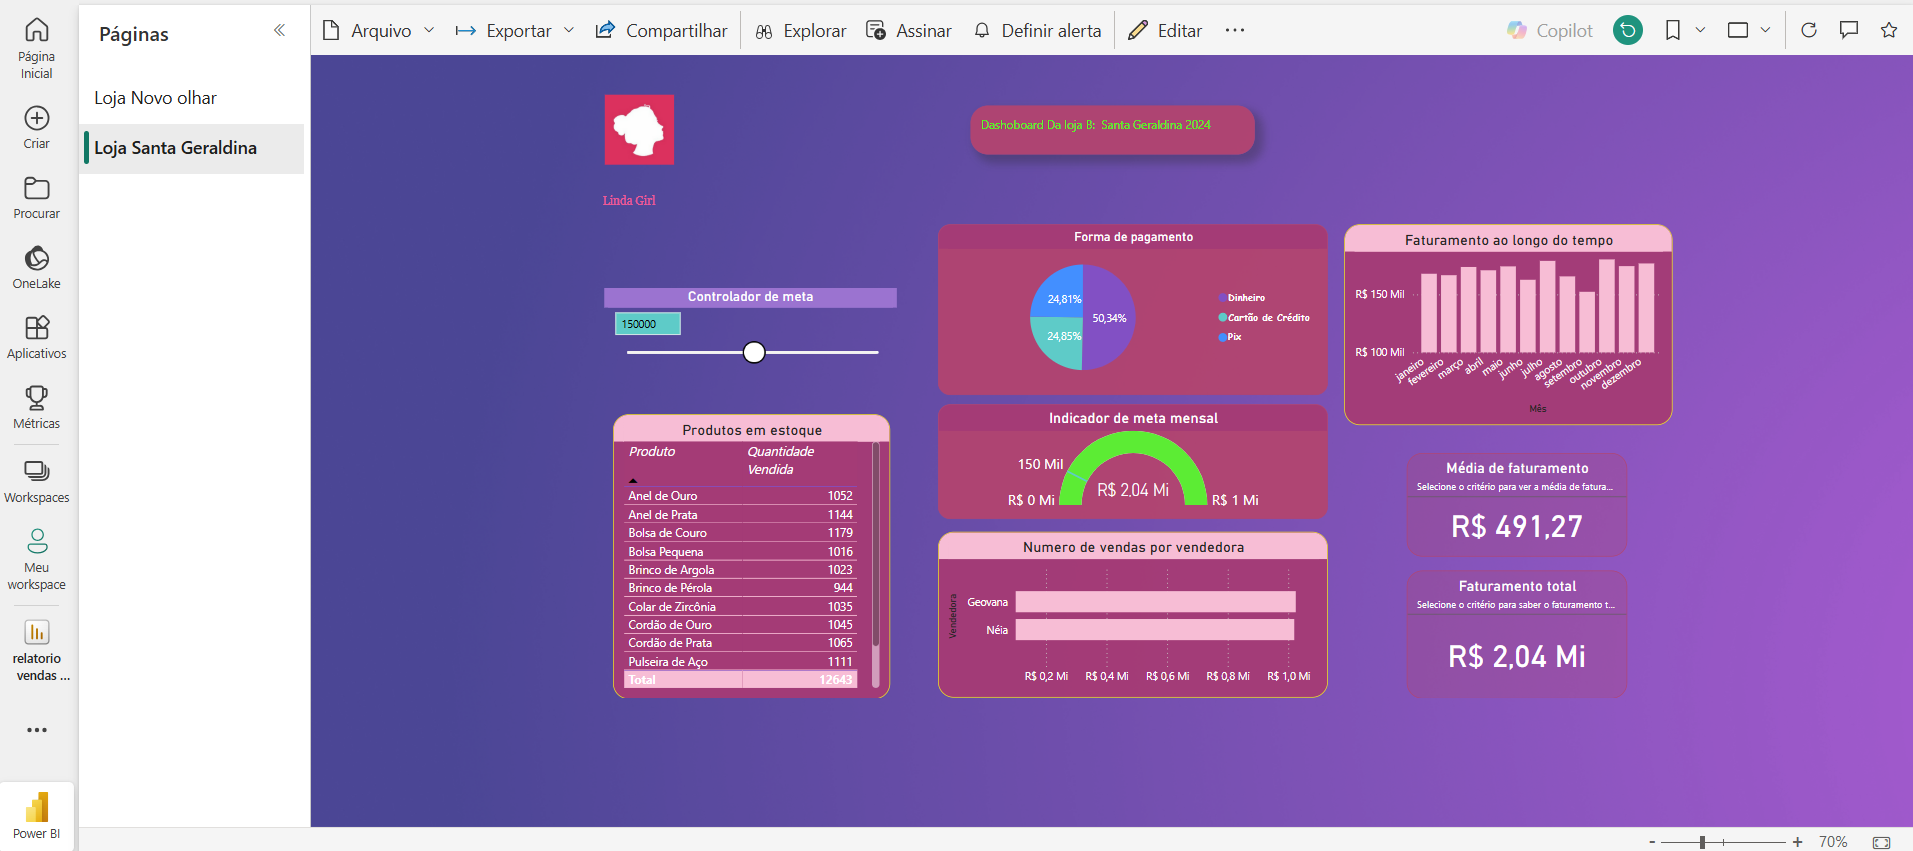 Páginas
Arquivo
Exportar
Compartilhar
Explorar
Assinar
Definir alerta
Editar
Copilot
Página
Inicial
Criar
Procurar
OneLake
Aplicativos
Métricas
Workspaces
Meu
workspace
relatorio
vendas ...
Power BI
Loja Novo olhar
Loja Santa Geraldina
Dashoboard Da loja B: Santa Geraldina 2024
Linda Girl
Controlador de meta
150000
Produtos em estoque
Produto Quantidade
Vendida
Anel de Ouro 1052
Anel de Prata 1144
Bolsa de Couro 1179
Bolsa Pequena 1016
Brinco de Argola 1023
Brinco de Pérola 944
Colar de Zircônia 1035
Cordão de Ouro 1045
Cordão de Prata 1065
Pulseira de Aço 1111
Total 12643
Forma de pagamento
24,81%
50,34%
24,85%
Dinheiro
Cartão de Crédito
Pix
Indicador de meta mensal
150 Mil
R$ 0 Mi
R$ 2,04 Mi
R$ 1 Mi
Numero de vendas por vendedora
Vendedora
Geovana
Néia
R$ 0,2 Mi R$ 0,4 Mi R$ 0,6 Mi R$ 0,8 Mi R$ 1,0 Mi
Faturamento ao longo do tempo
R$ 150 Mil
R$ 100 Mil
janeiro
fevereiro
março
abril
maio
junho
julho
agosto
setembro
outubro
novembro
dezembro
Mês
Média de faturamento
Selecione o critério para ver a média de fatura...
R$ 491,27
Faturamento total
Selecione o critério para saber o faturamento t...
R$ 2,04 Mi
- + 70%